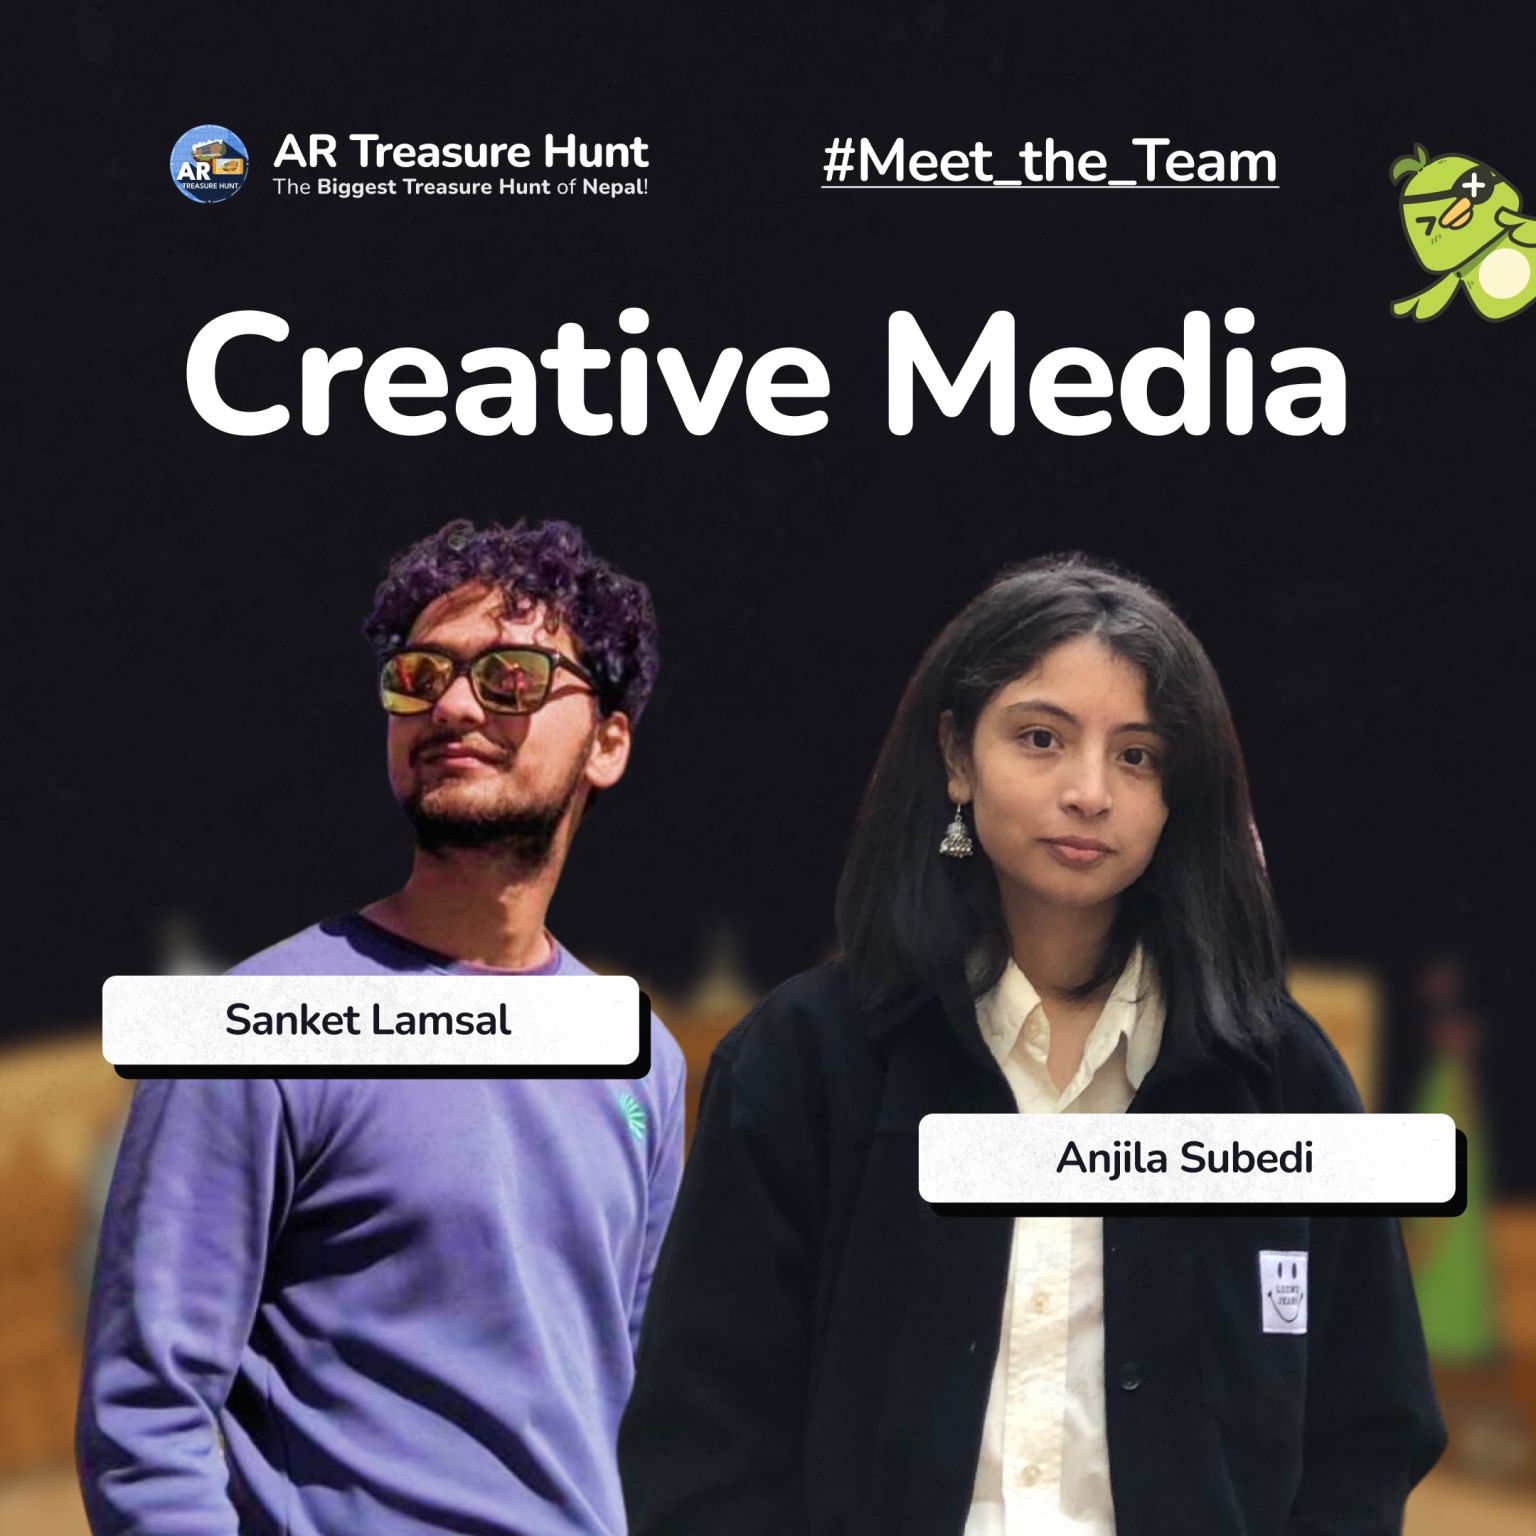 AR Treasure Hunt
The Biggest Treasure Hunt of Nepal!
AR
TREASURE HUNT
#Meet_the_Team
Creative Media
Sanket Lamsal
Anjila Subedi